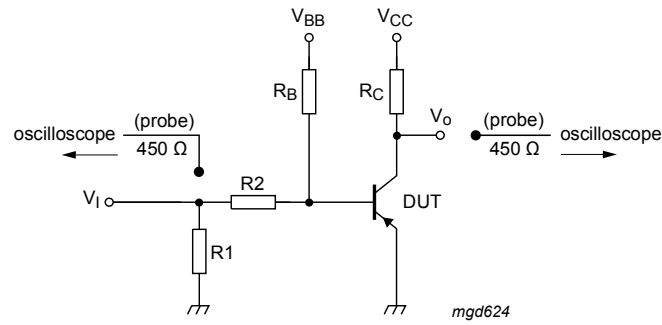 VBB
VCC
RB
RC
Vo
oscilloscope
(probe)
450 Ω
(probe)
450 Ω
oscilloscope
R2
VI
DUT
R1
mgd624